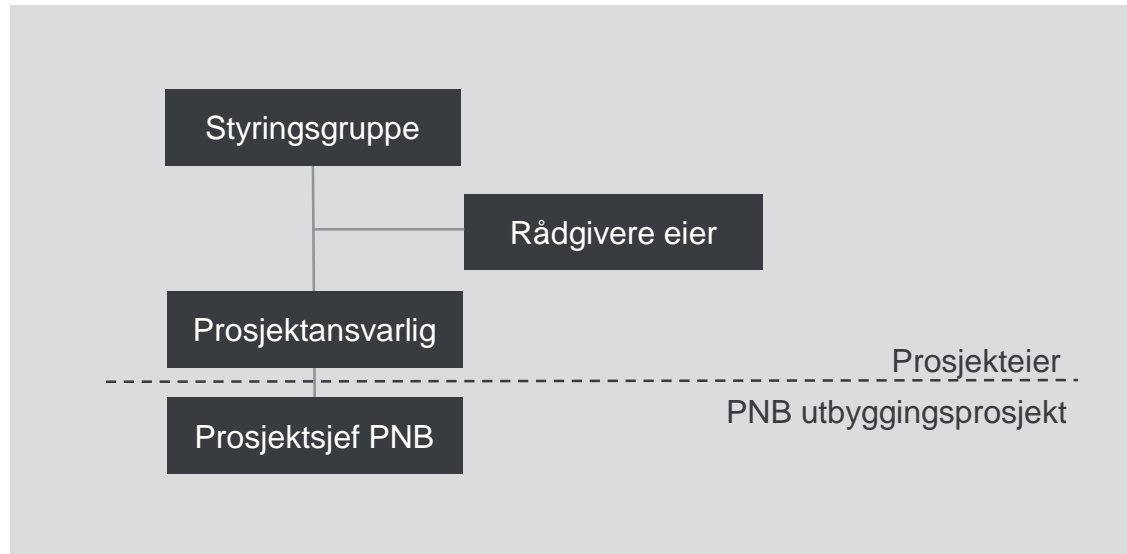 Styringsgruppe
Rådgivere eier
Prosjektansvarlig
Prosjekteier
PNB utbyggingsprosjekt
Prosjektsjef PNB